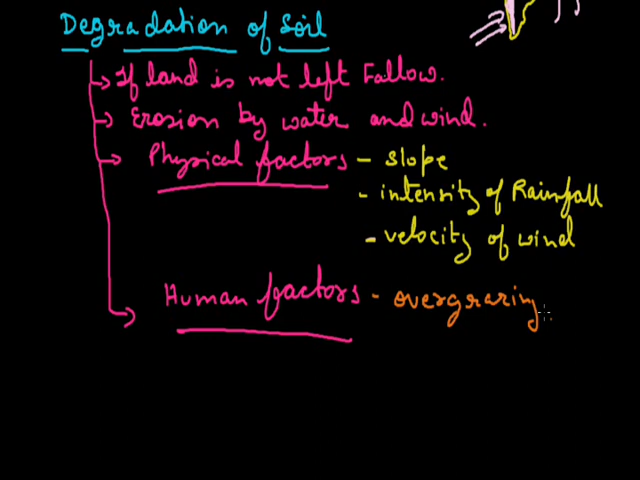 Degradation of Soil
If land is not left Fallow.
Erosion by water and wind.
Physical factors - slope
- intensity of Rainfall
- velocity of wind
Human factors - overgrazing